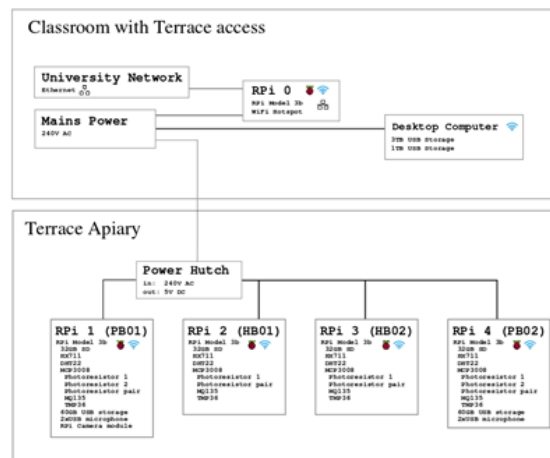 Classroom with Terrace access
University Network
Ethernet
RPi 0
RPi Model 3b
WiFi Hotspot
Mains Power
240V AC
Desktop Computer
3TB USB Storage
1TB USB Storage
Terrace Apiary
Power Hutch
in: 240V AC
out: 5V DC
RPi 1 (PB01)
RPi Model 3b
32GB SD
HX711
DHT22
MCP3008
Photoresistor 1
Photoresistor 2
Photoresistor pair
MQ135
TMP36
60GB USB storage
2xUSB microphone
RPi Camera module
RPi 2 (HB01)
RPi Model 3b
32GB SD
HX711
DHT22
MCP3008
Photoresistor 1
Photoresistor pair
MQ135
TMP36
RPi 3 (HB02)
RPi Model 3b
32GB SD
HX711
DHT22
MCP3008
Photoresistor 1
Photoresistor pair
MQ135
TMP36
RPi 4 (PB02)
RPi Model 3b
32GB SD
HX711
DHT22
MCP3008
Photoresistor 1
Photoresistor 2
Photoresistor pair
MQ135
TMP36
60GB USB storage
2xUSB microphone